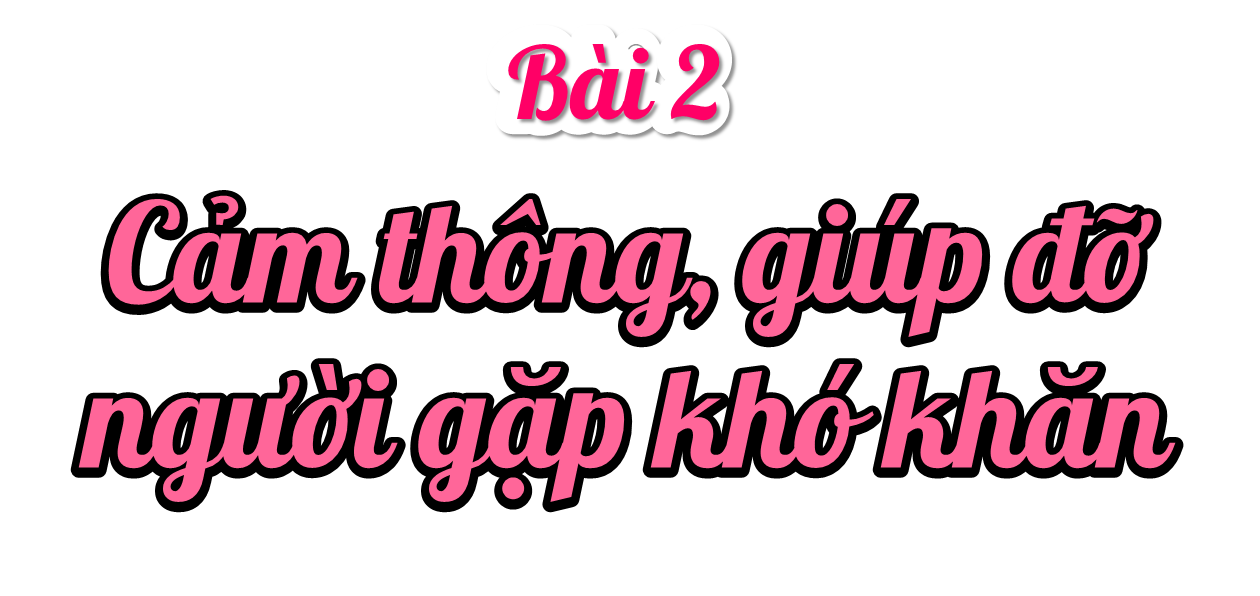 Bài 2
Cảm thông, giúp đỡ
người gặp khó khăn